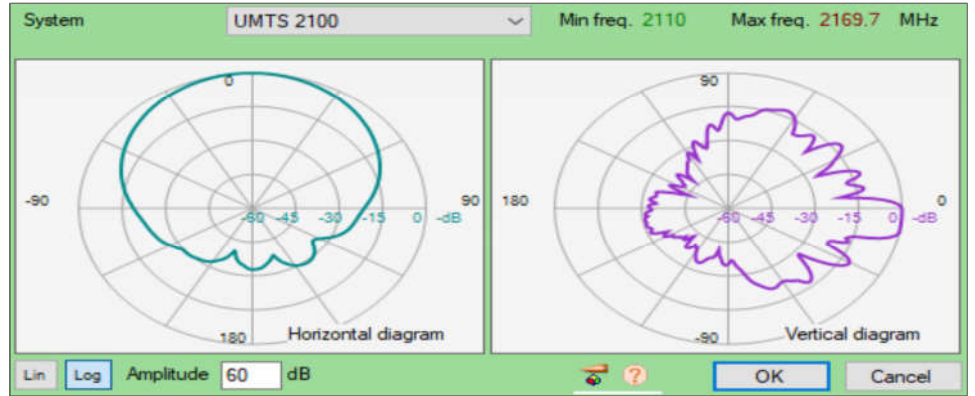 System UMTS 2100 Min freq. 2110 Max freq. 2169.7 MHz
0 90
-90 90 180 0
-60 -45 -30 -15 0 -dB -60 -45 -30 -15 0 -dB
180 Horizontal diagram -90 Vertical diagram
Lin Log Amplitude 60 dB OK Cancel